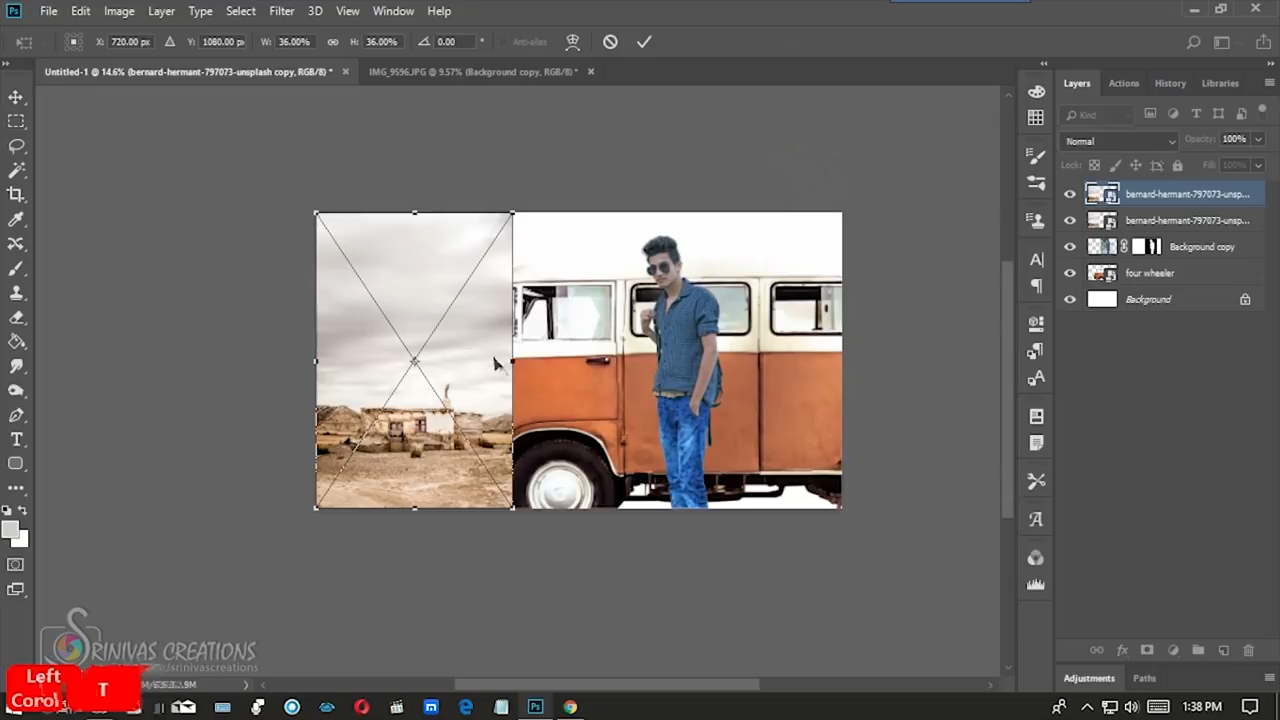 Ps File Edit Image Layer Type Select Filter 3D View Window Help
X: 720.00 px Y: 1080.00 px W: 36.00% H: 36.00% 0.00 ° Anti-alias
Untitled-1 @ 14.6% (bernard-hermant-797073-unsplash copy, RGB/8) * × IMG_9596.JPG @ 9.57% (Background copy, RGB/8) * ×
Layers Actions History Libraries
Kind
Normal Opacity: 100%
Lock: Fill: 100%
bernard-hermant-797073-unsp...
bernard-hermant-797073-unsp...
Background copy
four wheeler
Background
SRINIVAS CREATIONS
/srinivascreations
Left
T
Adjustments Paths
1:38 PM